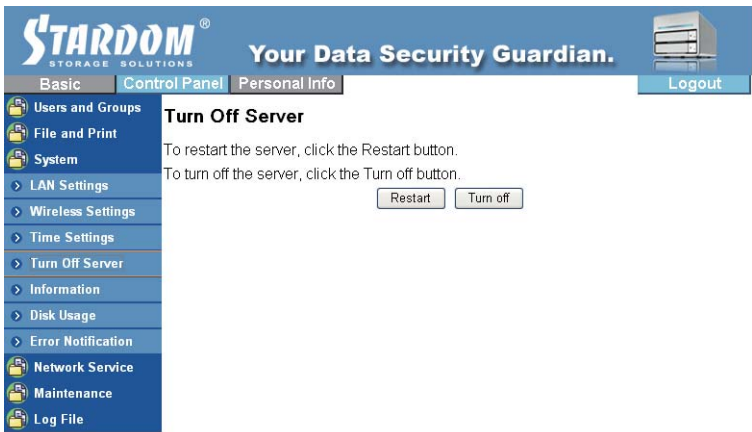 STARDOM®
STORAGE SOLUTIONS
Your Data Security Guardian.
Basic
Control Panel
Personal Info
Logout
Users and Groups
File and Print
System
LAN Settings
Wireless Settings
Time Settings
Turn Off Server
Information
Disk Usage
Error Notification
Network Service
Maintenance
Log File
Turn Off Server
To restart the server, click the Restart button.
To turn off the server, click the Turn off button.
Restart
Turn off